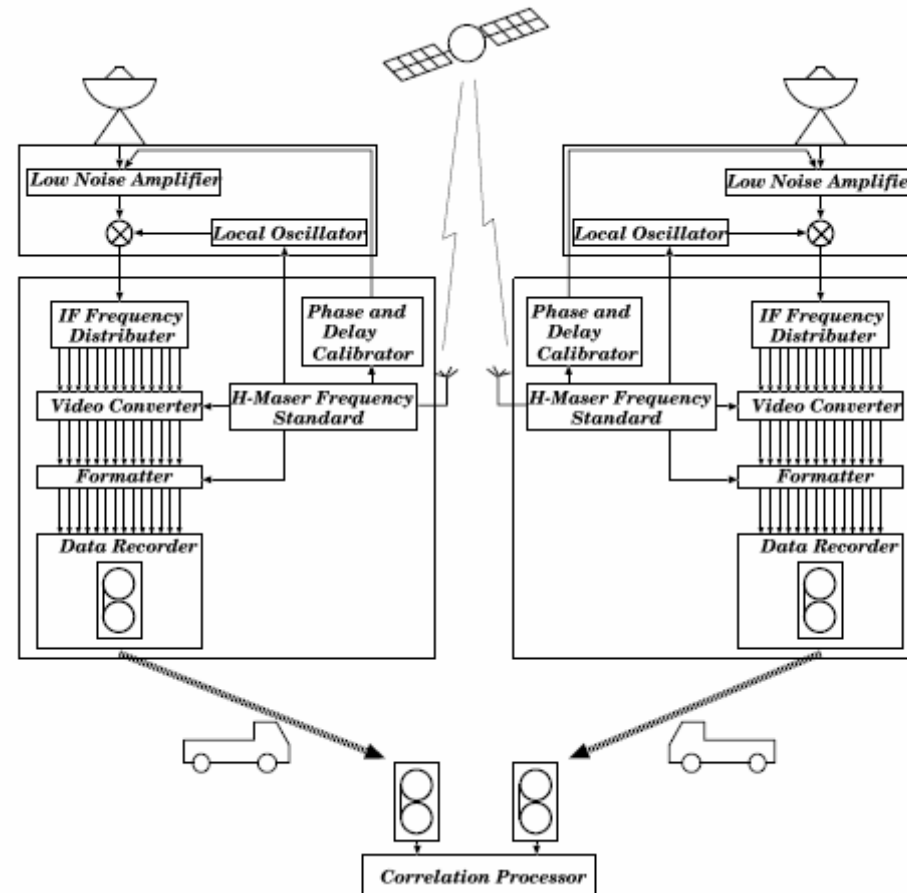 Low Noise Amplifier
Local Oscillator
IF Frequency
Distributer
Phase and
Delay
Calibrator
H-Maser Frequency
Standard
Video Converter
Formatter
Data Recorder
Low Noise Amplifie
Local Oscillator
Phase and
Delay
Calibrator
IF Frequency
Distributer
H-Maser Frequency
Standard
Video Converter
Formatter
Data Recorder
Correlation Processor